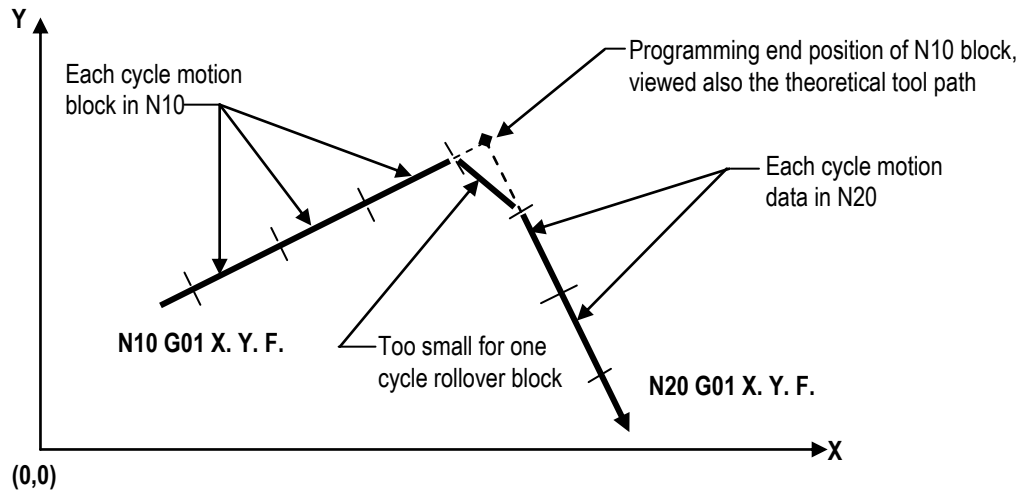 Y
Programming end position of N10 block,
viewed also the theoretical tool path
Each cycle motion
block in N10
Each cycle motion
data in N20
N10 G01 X. Y. F.
Too small for one
cycle rollover block
N20 G01 X. Y. F.
X
(0,0)